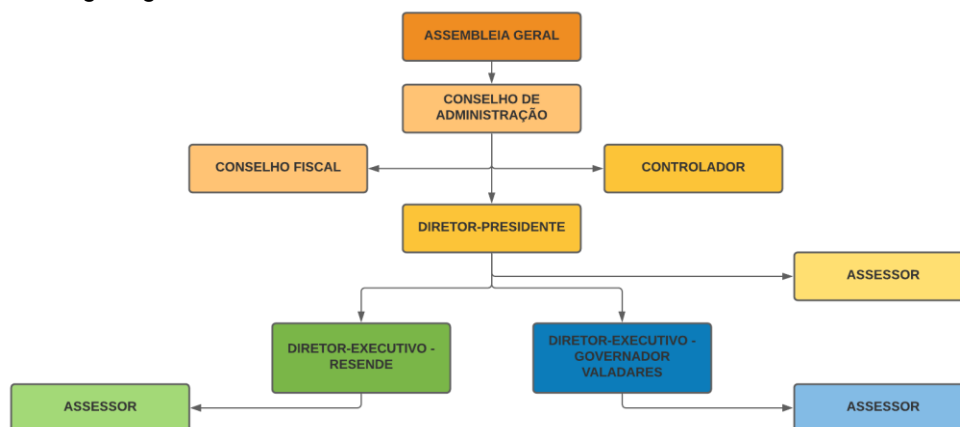 ASSEMBLEIA GERAL
CONSELHO DE
ADMINISTRAÇÃO
CONSELHO FISCAL
CONTROLADOR
DIRETOR-PRESIDENTE
ASSESSOR
DIRETOR-EXECUTIVO -
RESENDE
DIRETOR-EXECUTIVO -
GOVERNADOR
VALADARES
ASSESSOR
ASSESSOR